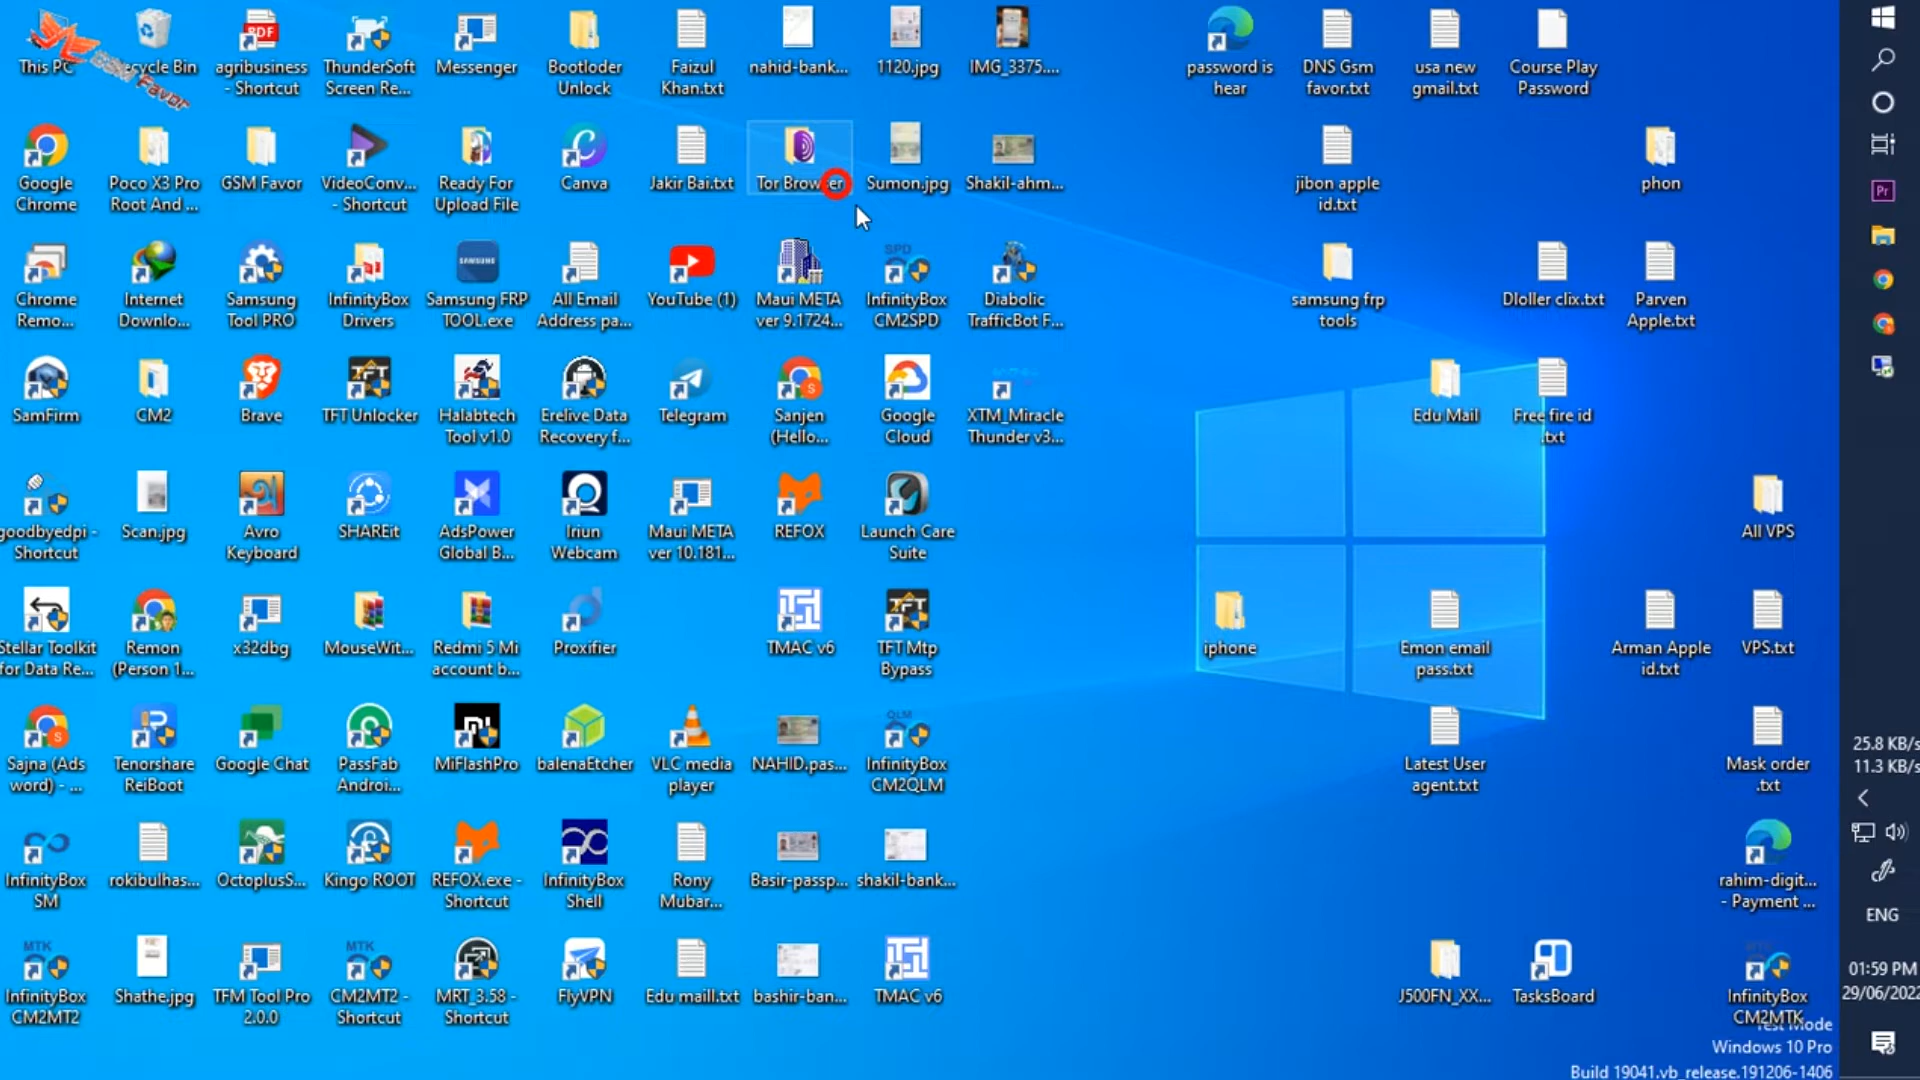 This PC
Recycle Bin
agribusiness
- Shortcut
ThunderSoft
Screen Re...
Messenger
Bootloder
Unlock
Faizul
Khan.txt
nahid-bank...
1120.jpg
IMG_3375....
password is
hear
DNS Gsm
favor.txt
usa new
gmail.txt
Course Play
Password
GSM Favor
Google
Chrome
Poco X3 Pro
Root And ...
GSM Favor
VideoConv...
- Shortcut
Ready For
Upload File
Canva
Jakir Bai.txt
Tor Browser
Sumon.jpg
Shakil-ahm...
jibon apple
id.txt
phon
Chrome
Remo...
Internet
Downlo...
Samsung
Tool PRO
InfinityBox
Drivers
SAMSUNG
Samsung FRP
TOOL.exe
All Email
Address pa...
YouTube (1)
Maui META
ver 9.1724...
SPD
InfinityBox
CM2SPD
Diabolic
TrafficBot F...
samsung frp
tools
Dloller clix.txt
Parven
Apple.txt
SamFirm
CM2
Brave
TFT
TFT Unlocker
Halabtech
Tool v1.0
Erelive Data
Recovery f...
Telegram
Sanjen
(Hello...
Google
Cloud
XTM_Miracle
Thunder v3...
Edu Mail
Free fire id
.txt
goodbyedpi -
Shortcut
Scan.jpg
Avro
Keyboard
SHAREit
AdsPower
Global B...
Iriun
Webcam
Maui META
ver 10.181...
REFOX
Launch Care
Suite
All VPS
Stellar Toolkit
for Data Re...
Remon
(Person 1...
x32dbg
MouseWit...
Redmi 5 Mi
account b...
Proxifier
TMAC v6
TFT
TFT Mtp
Bypass
iphone
Emon email
pass.txt
Arman Apple
id.txt
VPS.txt
Sajna (Ads
word) - ...
Tenorshare
ReiBoot
Google Chat
PassFab
Androi...
MiFlashPro
balenaEtcher
VLC media
player
NAHID.pas...
QLM
InfinityBox
CM2QLM
Latest User
agent.txt
Mask order
.txt
InfinityBox
SM
rokibulhas...
OctoplusS...
Kingo ROOT
REFOX.exe -
Shortcut
InfinityBox
Shell
Rony
Mubar...
Basir-passp...
shakil-bank...
rahim-digit...
- Payment ...
MTK
InfinityBox
CM2MT2
Shathe.jpg
TFM Tool Pro
2.0.0
MTK
CM2MT2 -
Shortcut
MRT_3.58 -
Shortcut
FlyVPN
Edu maill.txt
bashir-ban...
TMAC v6
J500FN_XX...
TasksBoard
MTK
InfinityBox
CM2MTK
Test Mode
Windows 10 Pro
Build 19041.vb_release.191206-1406
Pr
25.8 KB/s
11.3 KB/s
ENG
01:59 PM
29/06/2022